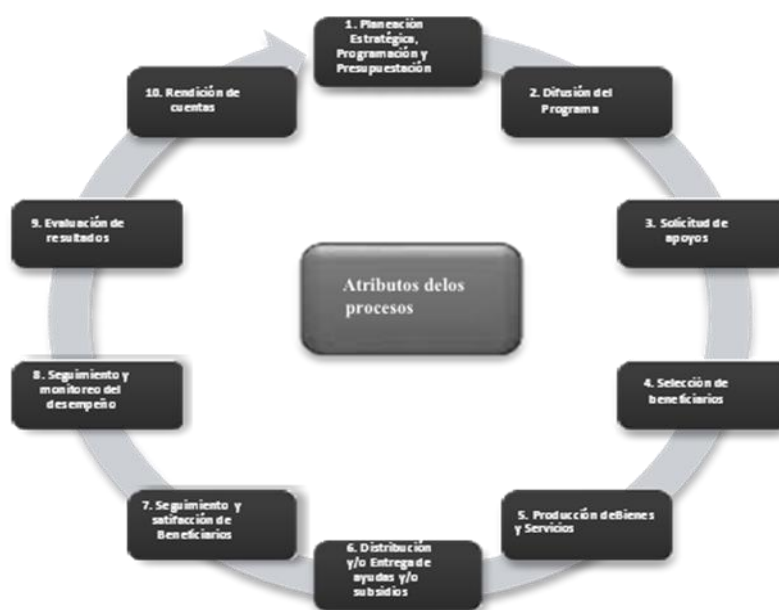 1. Planeación
Estratégica,
Programación y
Presupuestación
2. Difusión del
Programa
3. Solicitud de
apoyos
4. Selección de
beneficiarios
5. Producción deBienes
y Servicios
6. Distribución
y/o Entrega de
ayudas y/o
subsidios
7. Seguimiento y
satifacción de
Beneficiarios
8. Seguimiento y
monitoreo del
desempeño
9. Evaluación de
resultados
10. Rendición de
cuentas
Atributos delos
procesos